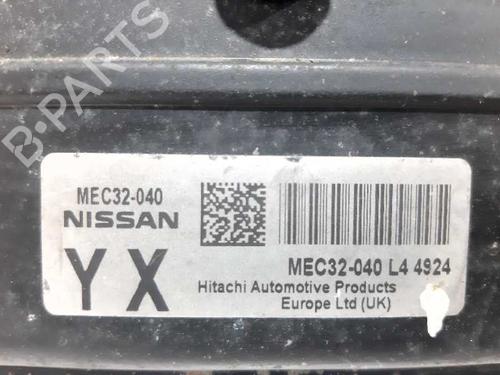 B-PARTS
MEC32-040
NISSAN
YX
MEC32-040 L4 4924
Hitachi Automotive Products
Europe Ltd (UK)